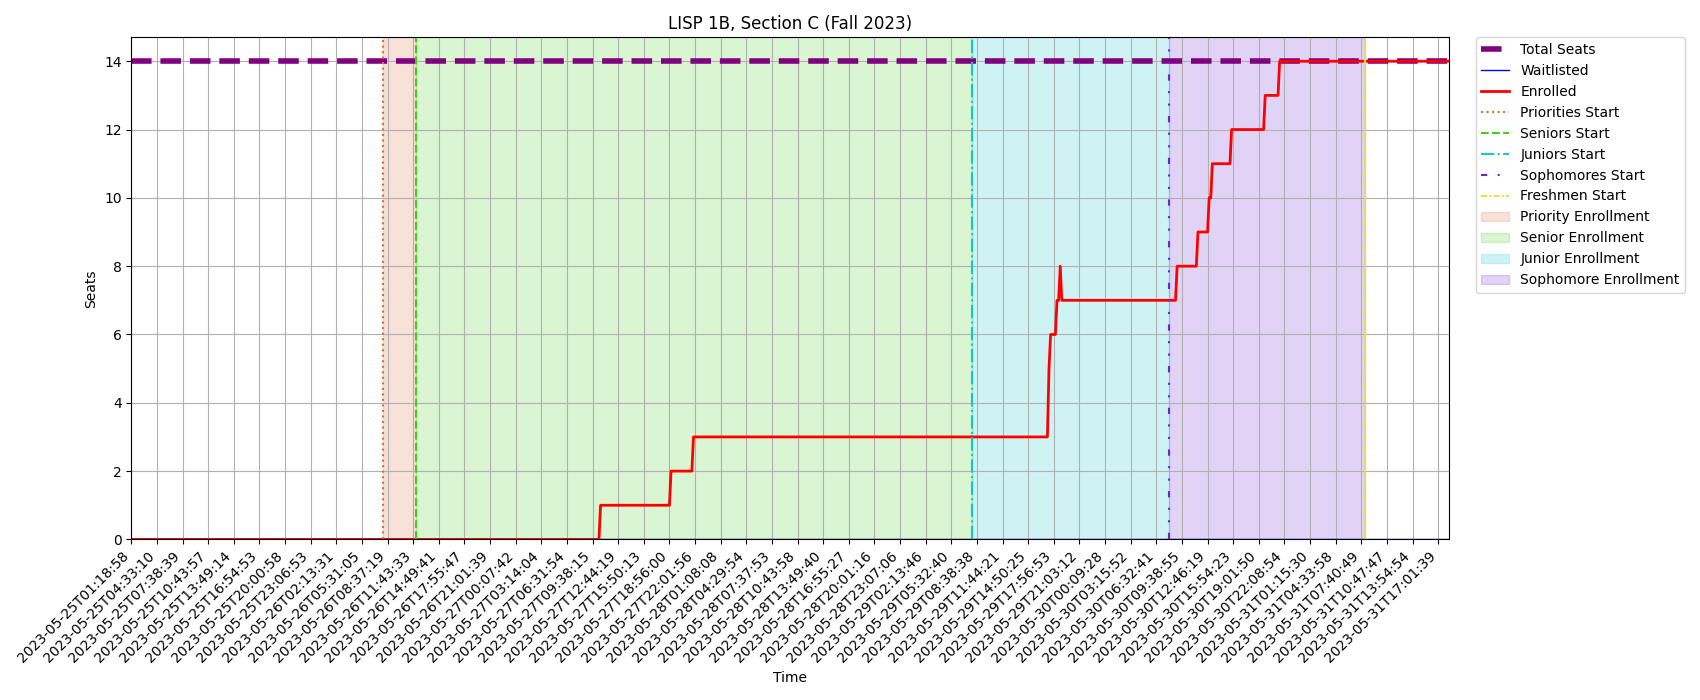 LISP 1B, Section C (Fall 2023)
Seats
14
12
10
8
6
4
2
0
2023-05-25T01:18:58
2023-05-25T04:33:10
2023-05-25T07:38:39
2023-05-25T10:43:57
2023-05-25T13:49:14
2023-05-25T16:54:53
2023-05-25T20:00:58
2023-05-25T23:06:53
2023-05-26T02:13:31
2023-05-26T05:31:05
2023-05-26T08:37:19
2023-05-26T11:43:33
2023-05-26T14:49:41
2023-05-26T17:55:47
2023-05-26T21:01:39
2023-05-27T00:07:42
2023-05-27T03:14:04
2023-05-27T06:31:54
2023-05-27T09:38:15
2023-05-27T12:44:19
2023-05-27T15:50:13
2023-05-27T18:56:00
2023-05-27T22:01:56
2023-05-28T01:08:08
2023-05-28T04:29:54
2023-05-28T07:37:53
2023-05-28T10:43:58
2023-05-28T13:49:40
2023-05-28T16:55:27
2023-05-28T20:01:16
2023-05-28T23:07:06
2023-05-29T02:13:46
2023-05-29T05:32:40
2023-05-29T08:38:38
2023-05-29T11:44:21
2023-05-29T14:50:25
2023-05-29T17:56:53
2023-05-29T21:03:12
2023-05-30T00:09:28
2023-05-30T03:15:52
2023-05-30T06:32:41
2023-05-30T09:38:55
2023-05-30T12:46:19
2023-05-30T15:54:23
2023-05-30T19:01:50
2023-05-30T22:08:54
2023-05-31T01:15:30
2023-05-31T04:33:58
2023-05-31T07:40:49
2023-05-31T10:47:47
2023-05-31T13:54:54
2023-05-31T17:01:39
Time
Total Seats
Waitlisted
Enrolled
Priorities Start
Seniors Start
Juniors Start
Sophomores Start
Freshmen Start
Priority Enrollment
Senior Enrollment
Junior Enrollment
Sophomore Enrollment